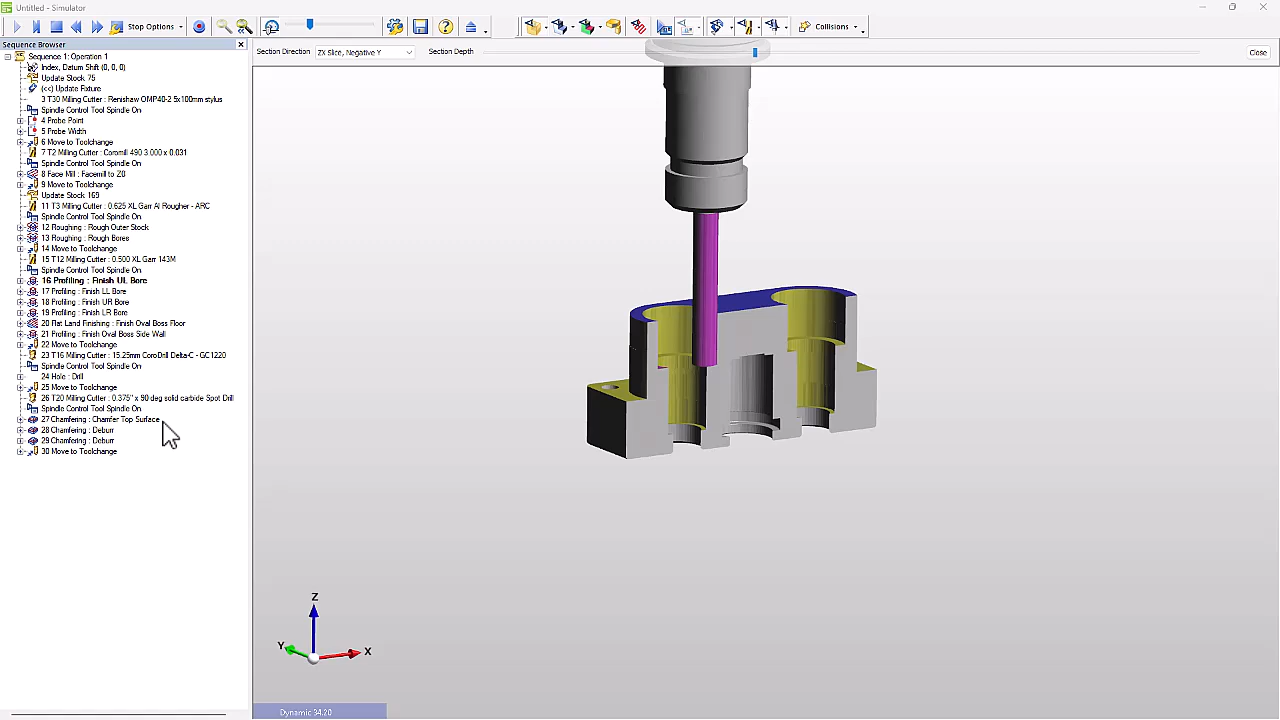 Untitled - Simulator
Stop Options
Collisions
Sequence Browser
Section Direction
ZX Slice, Negative Y
Section Depth
Close
Sequence 1: Operation 1
Index, Datum Shift (0, 0, 0)
Update Stock 75
(<<) Update Fixture
3 T30 Milling Cutter : Renishaw OMP40-2 5x100mm stylus
Spindle Control Tool Spindle On
4 Probe Point
5 Probe Width
6 Move to Toolchange
7 T2 Milling Cutter : Coromill 490 3.000 x 0.031
Spindle Control Tool Spindle On
8 Face Mill : Facemill to Z0
9 Move to Toolchange
Update Stock 169
11 T3 Milling Cutter : 0.625 XL Garr Al Rougher - ARC
Spindle Control Tool Spindle On
12 Roughing : Rough Outer Stock
13 Roughing : Rough Bores
14 Move to Toolchange
15 T12 Milling Cutter : 0.500 XL Garr 143M
Spindle Control Tool Spindle On
16 Profiling : Finish UL Bore
17 Profiling : Finish LL Bore
18 Profiling : Finish UR Bore
19 Profiling : Finish LR Bore
20 Flat Land Finishing : Finish Oval Boss Floor
21 Profiling : Finish Oval Boss Side Wall
22 Move to Toolchange
23 T16 Milling Cutter : 15.25mm CoroDrill Delta-C - GC1220
Spindle Control Tool Spindle On
24 Hole : Drill
25 Move to Toolchange
26 T20 Milling Cutter : 0.375" x 90 deg solid carbide Spot Drill
Spindle Control Tool Spindle On
27 Chamfering : Chamfer Top Surface
28 Chamfering : Deburr
29 Chamfering : Deburr
30 Move to Toolchange
Z
Y
X
Dynamic 34.20